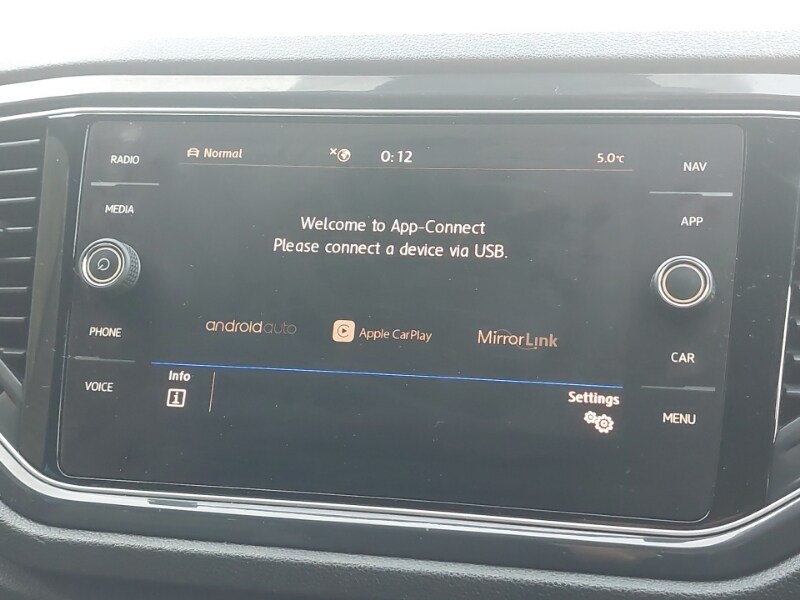 RADIO
MEDIA
PHONE
VOICE
Normal
0:12
5.0°C
Welcome to App-Connect
Please connect a device via USB.
androidauto
Apple CarPlay
MirrorLink
Info
i
Settings
NAV
APP
CAR
MENU